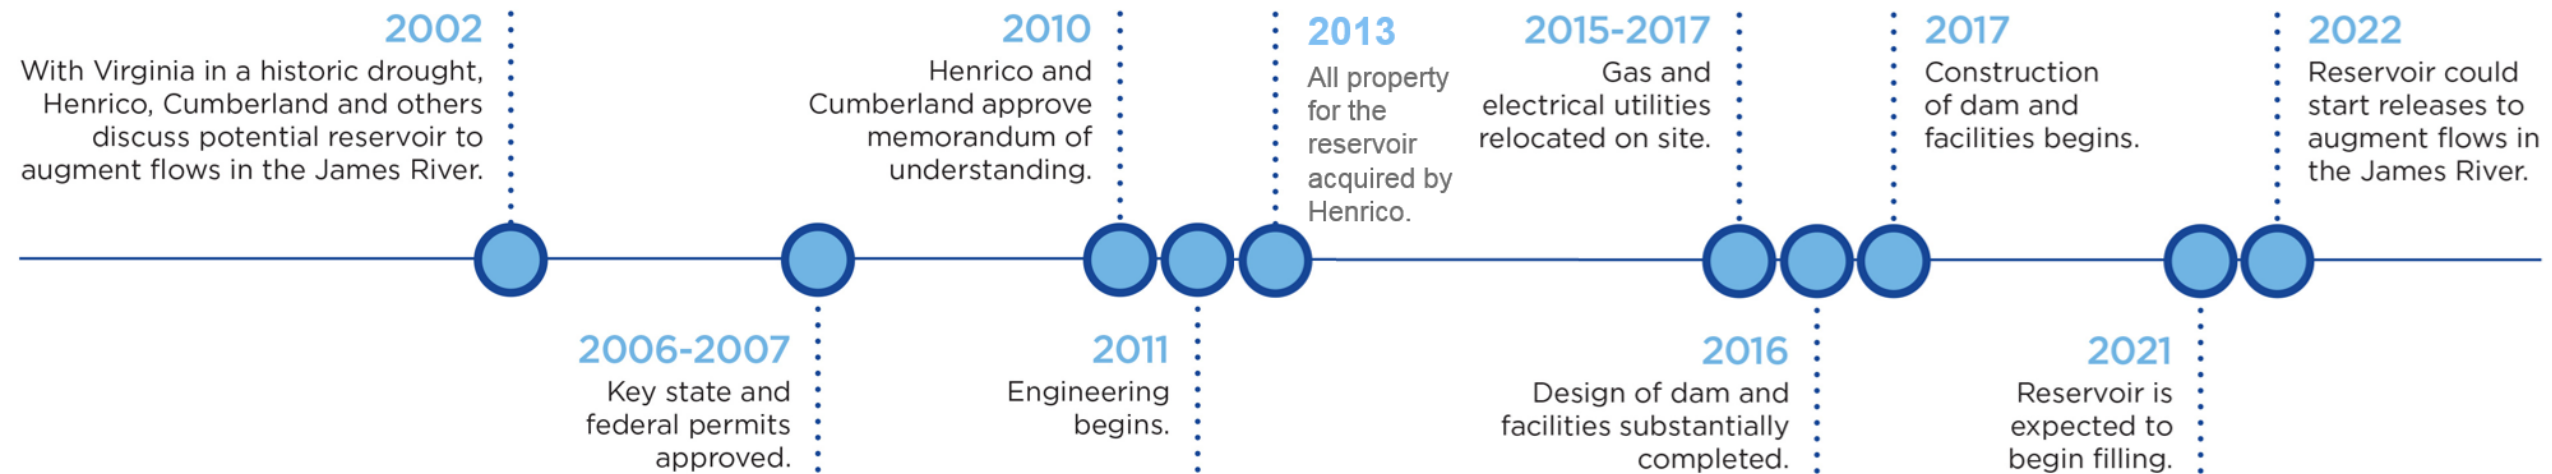 2002
With Virginia in a historic drought,
Henrico, Cumberland and others
discuss potential reservoir to
augment flows in the James River.
2006-2007
Key state and
federal permits
approved.
2010
Henrico and
Cumberland approve
memorandum of
understanding.
2011
Engineering
begins.
2013
All property
for the
reservoir
acquired by
Henrico.
2015-2017
Gas and
electrical utilities
relocated on site.
2016
Design of dam and
facilities substantially
completed.
2017
Construction
of dam and
facilities begins.
2021
Reservoir is
expected to
begin filling.
2022
Reservoir could
start releases to
augment flows in
the James River.